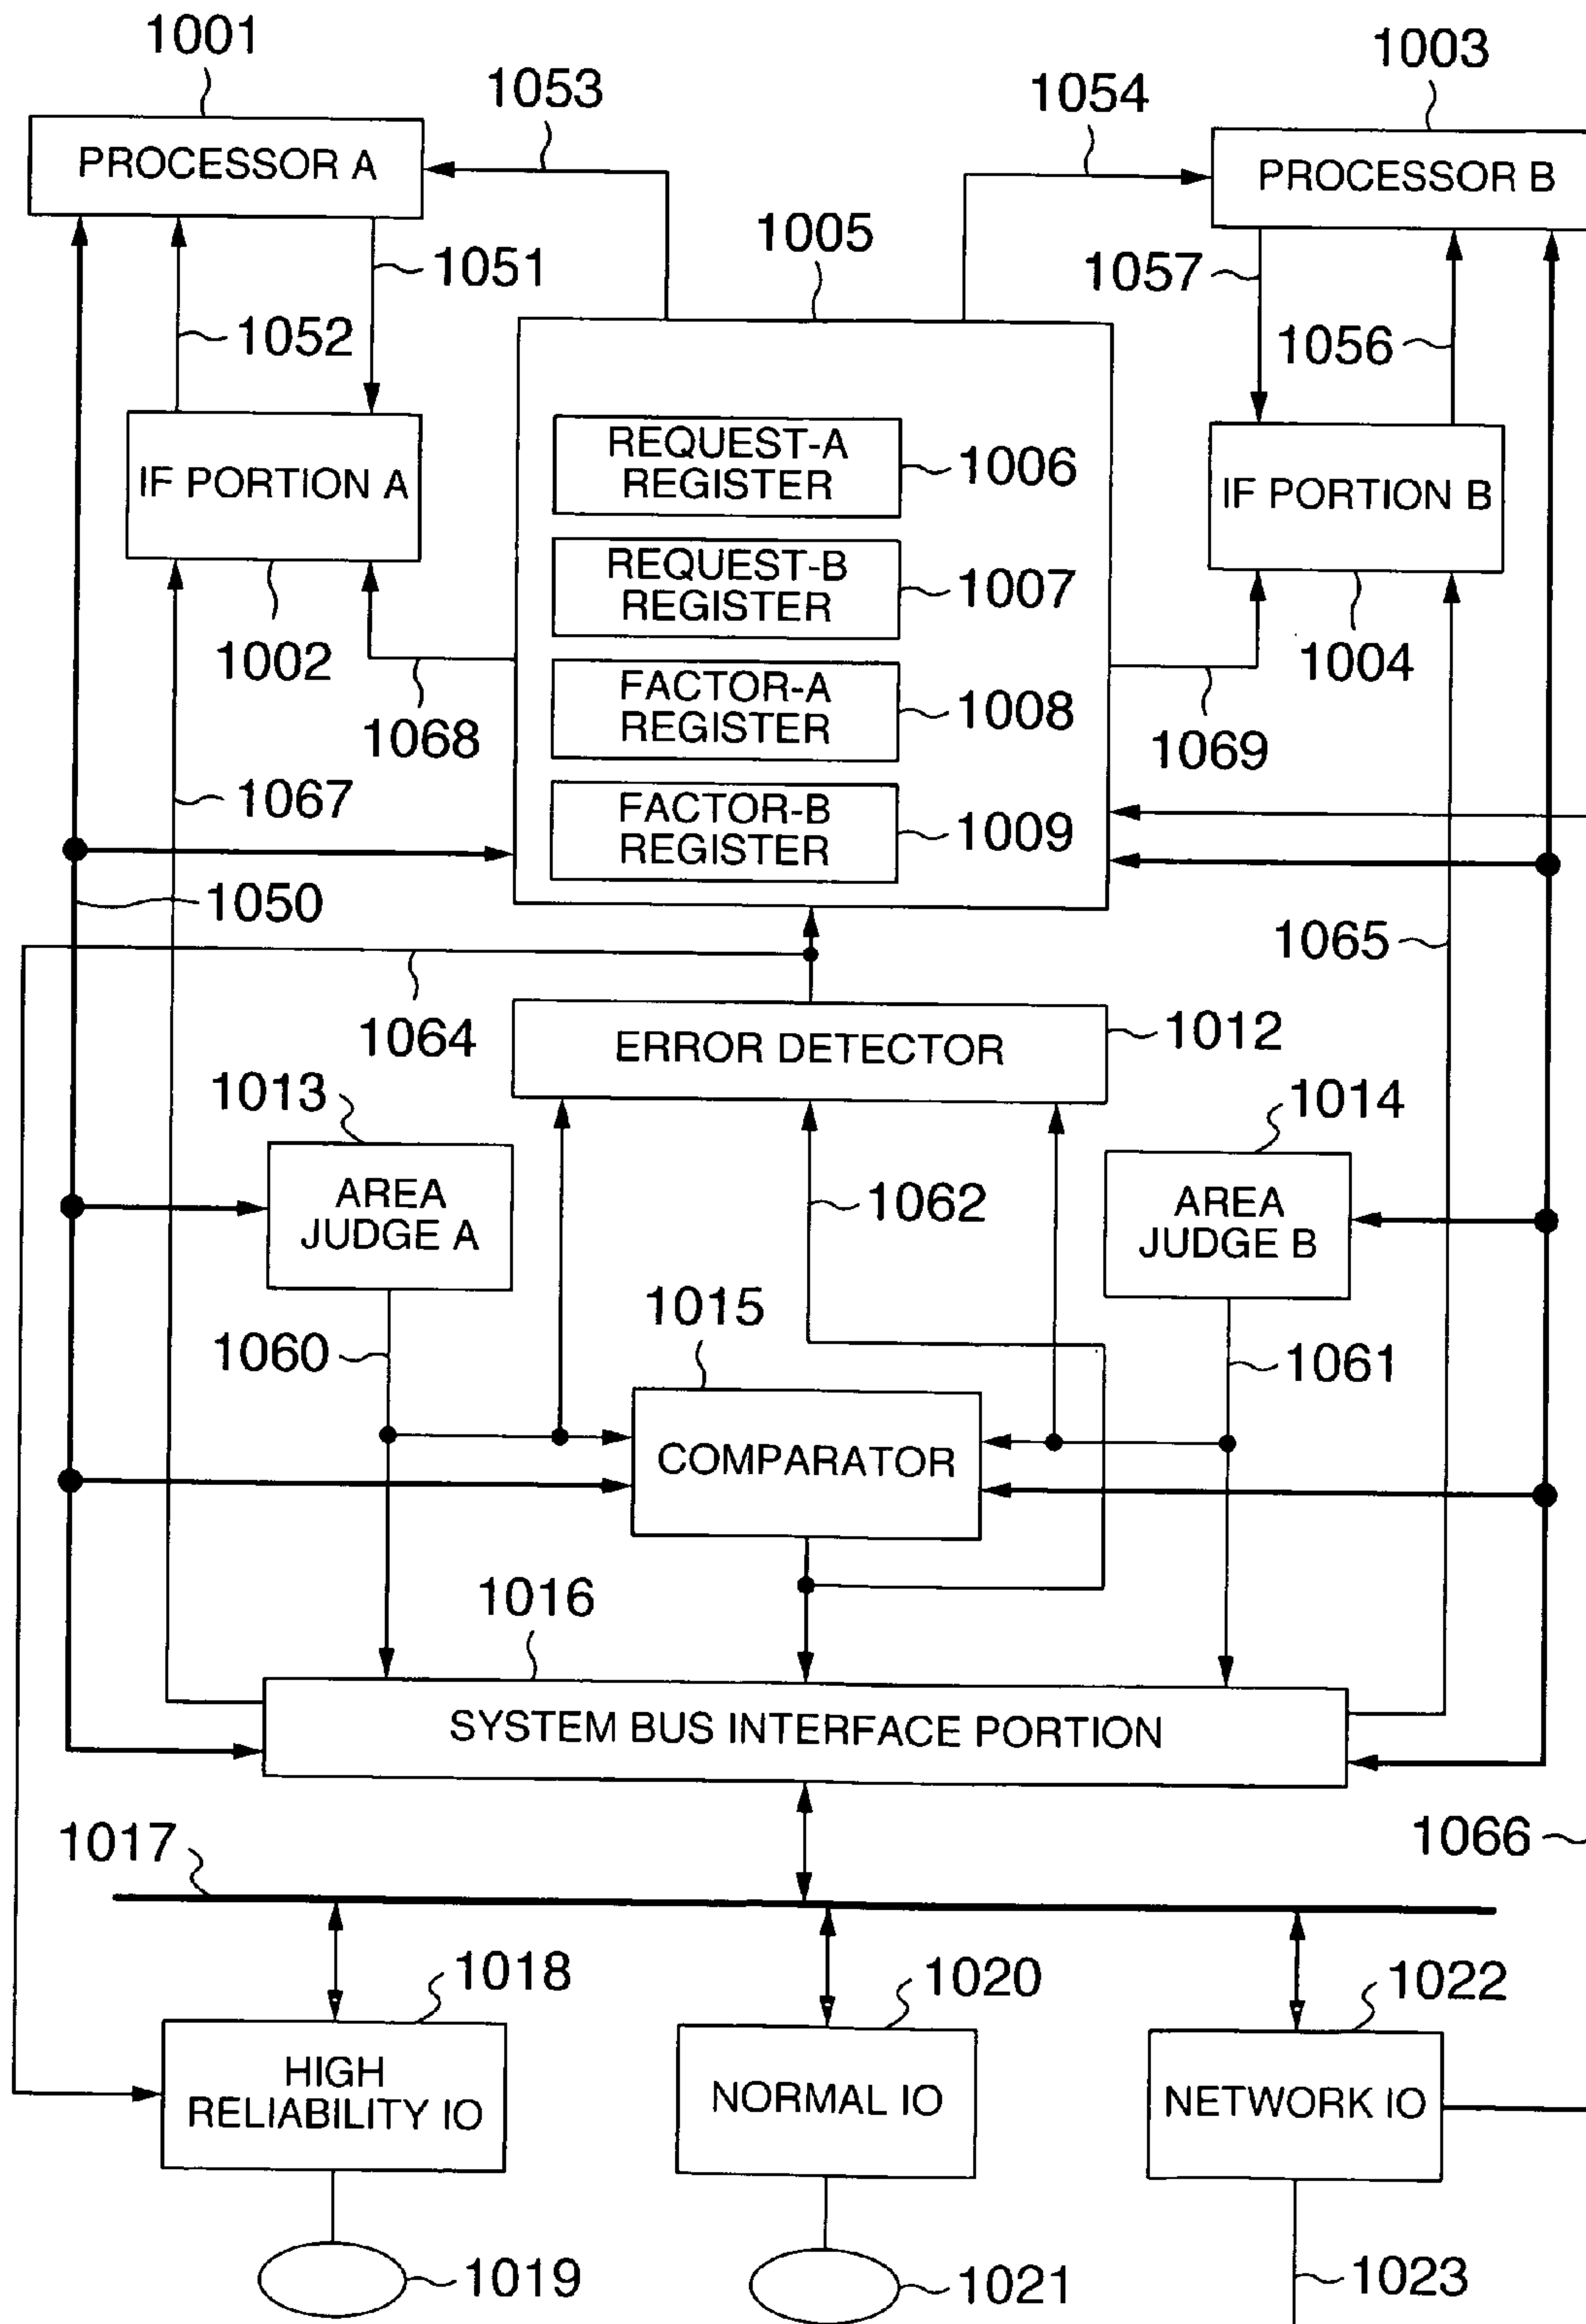 1001
1003
1053
1054
PROCESSOR A
PROCESSOR B
1005
1051
1057
1052
1056
REQUEST-A
REGISTER
1006
IF PORTION A
IF PORTION B
REQUEST-B
REGISTER
1007
1002
1004
FACTOR-A
REGISTER
1008
1068
1069
1067
FACTOR-B
REGISTER
1009
1050
1065
1064
ERROR DETECTOR
1012
1013
1014
AREA
JUDGE A
1062
AREA
JUDGE B
1015
1060
1061
COMPARATOR
1016
SYSTEM BUS INTERFACE PORTION
1017
1066
1018
1020
1022
HIGH
RELIABILITY IO
NORMAL IO
NETWORK IO
1019
1021
1023